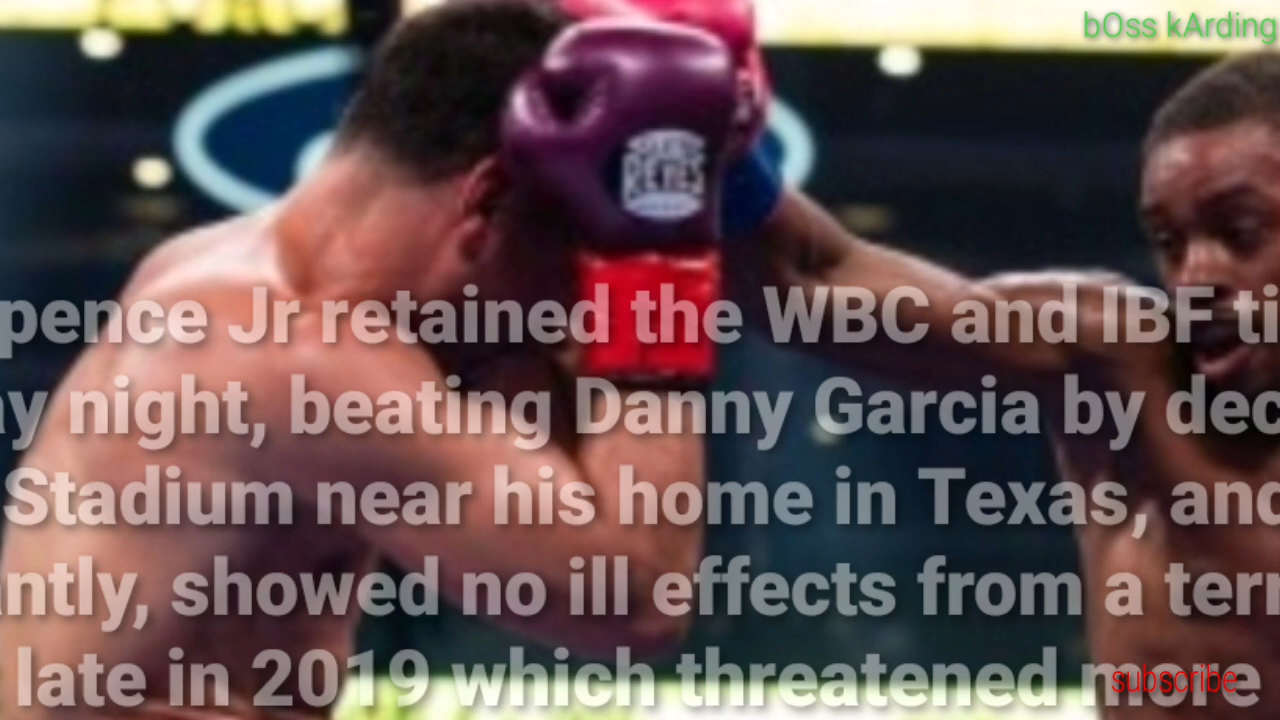 bOss kArding
REYES
pence Jr retained the WBC and IBF ti
ay night, beating Danny Garcia by dec
Stadium near his home in Texas, and
antly, showed no ill effects from a terr
late in 2019 which threatened more
subscribe